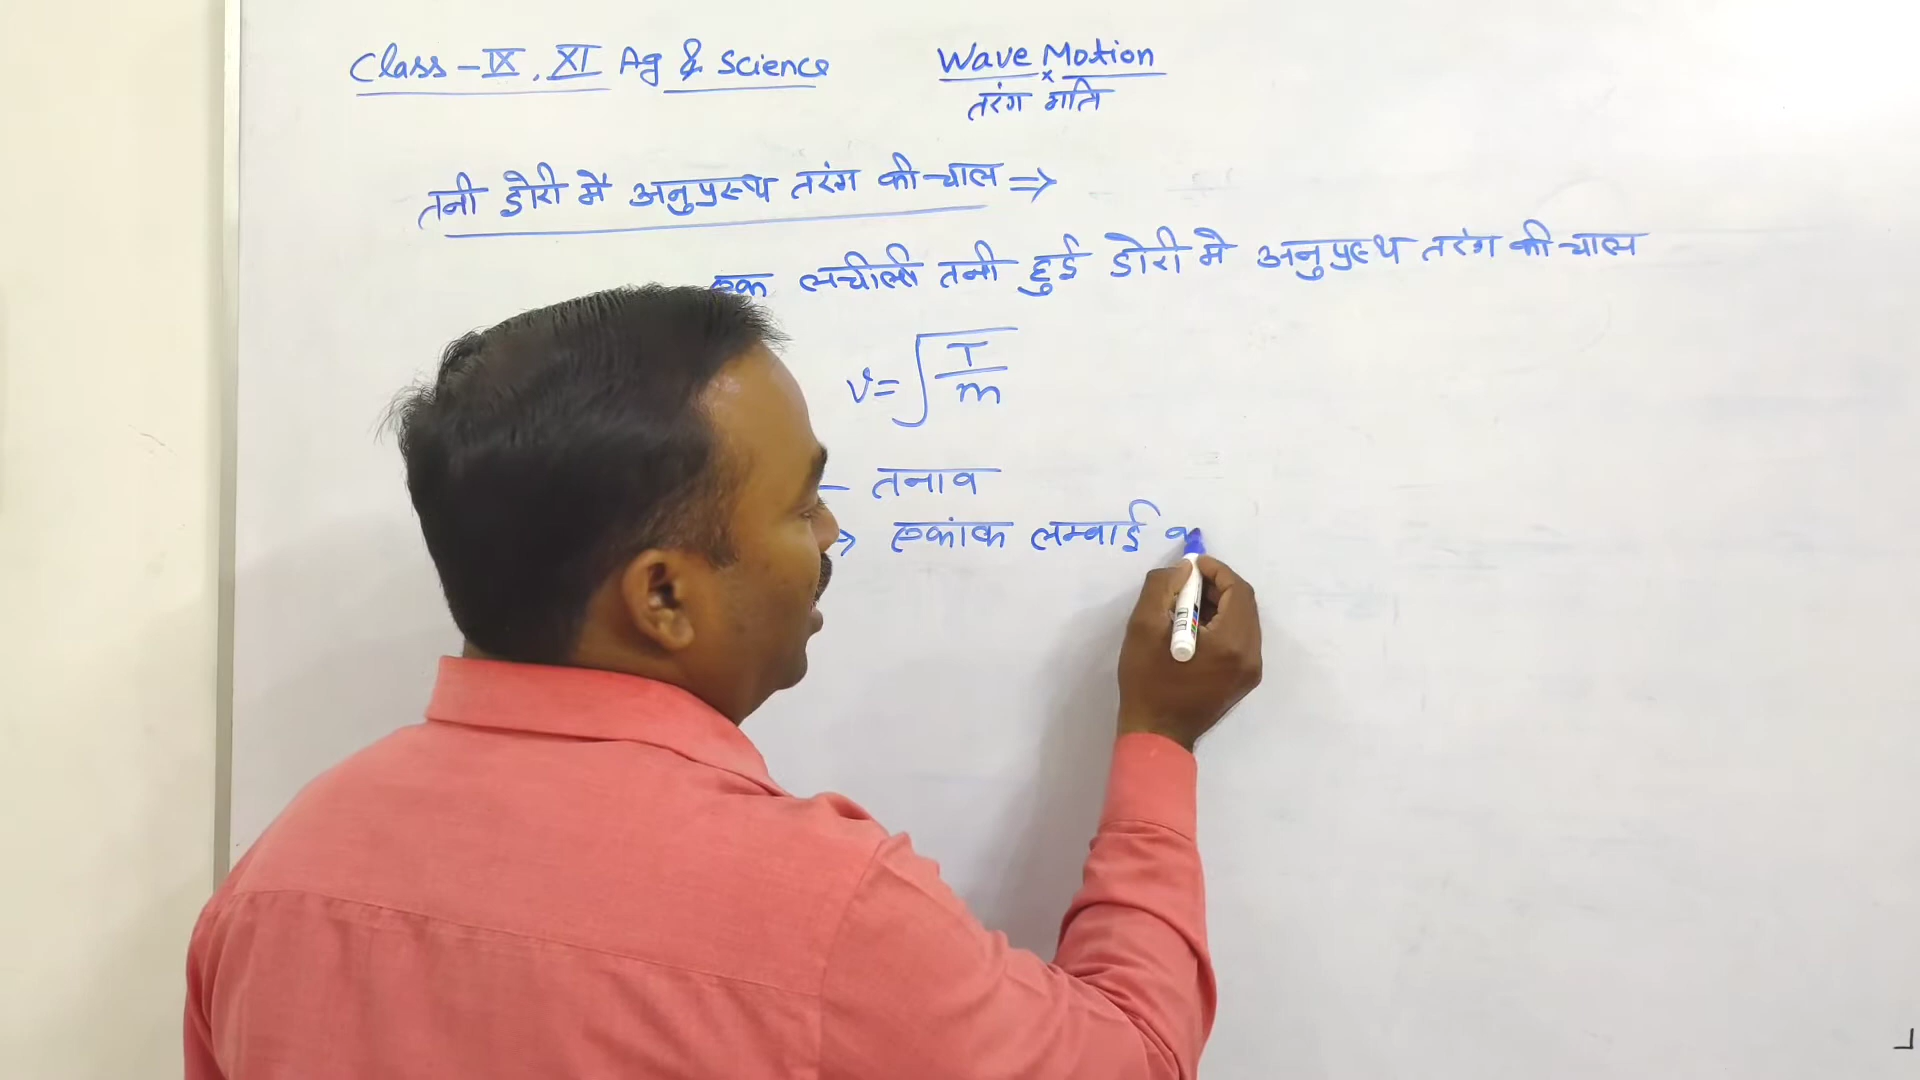 Class - IX, XI Ag & Science
Wave Motion
×
तरंग गति
तनी डोरी में अनुप्रस्थ तरंग की चाल ⇒
एक लचीली तनी हुई डोरी में अनुप्रस्थ तरंग की चाल
v = √T/m
– तनाव
→ एकांक लम्बाई